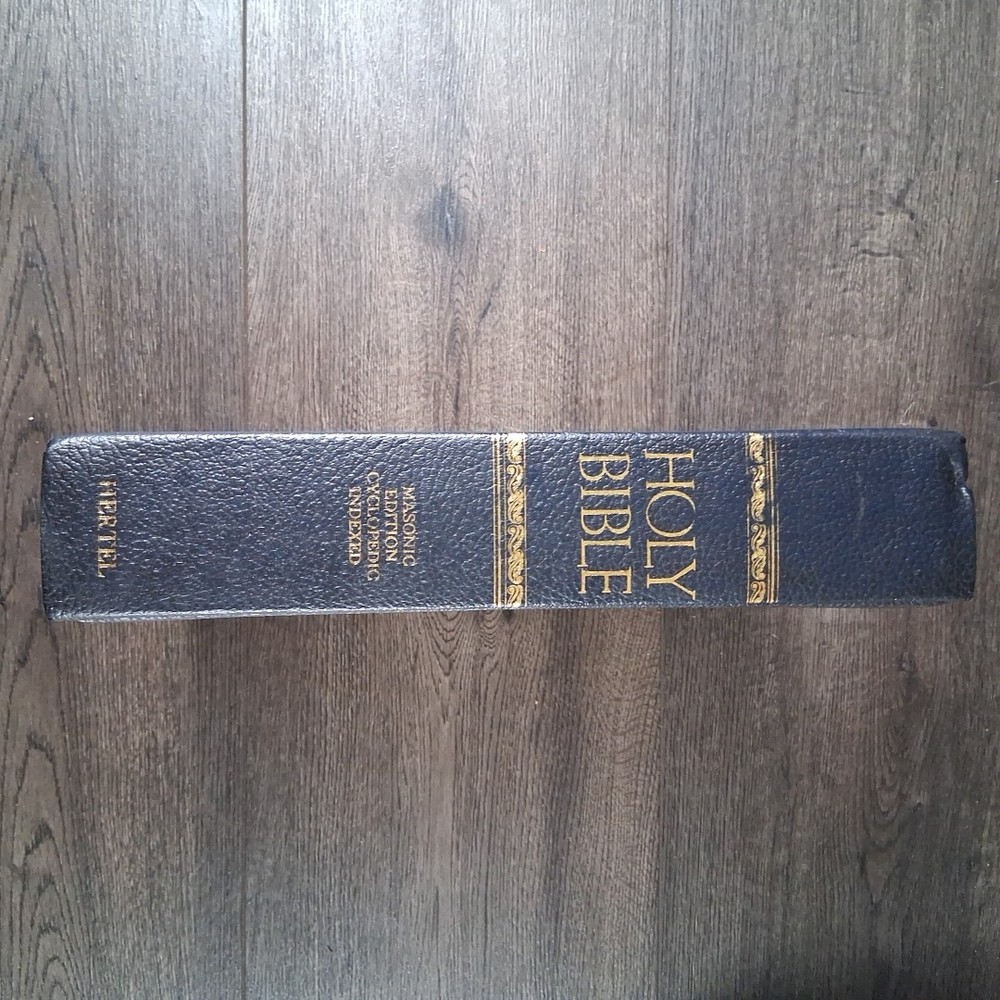 HOLY
BIBLE
MASONIC
EDITION
CYCLOPEDIC
INDEXED
HERTEL